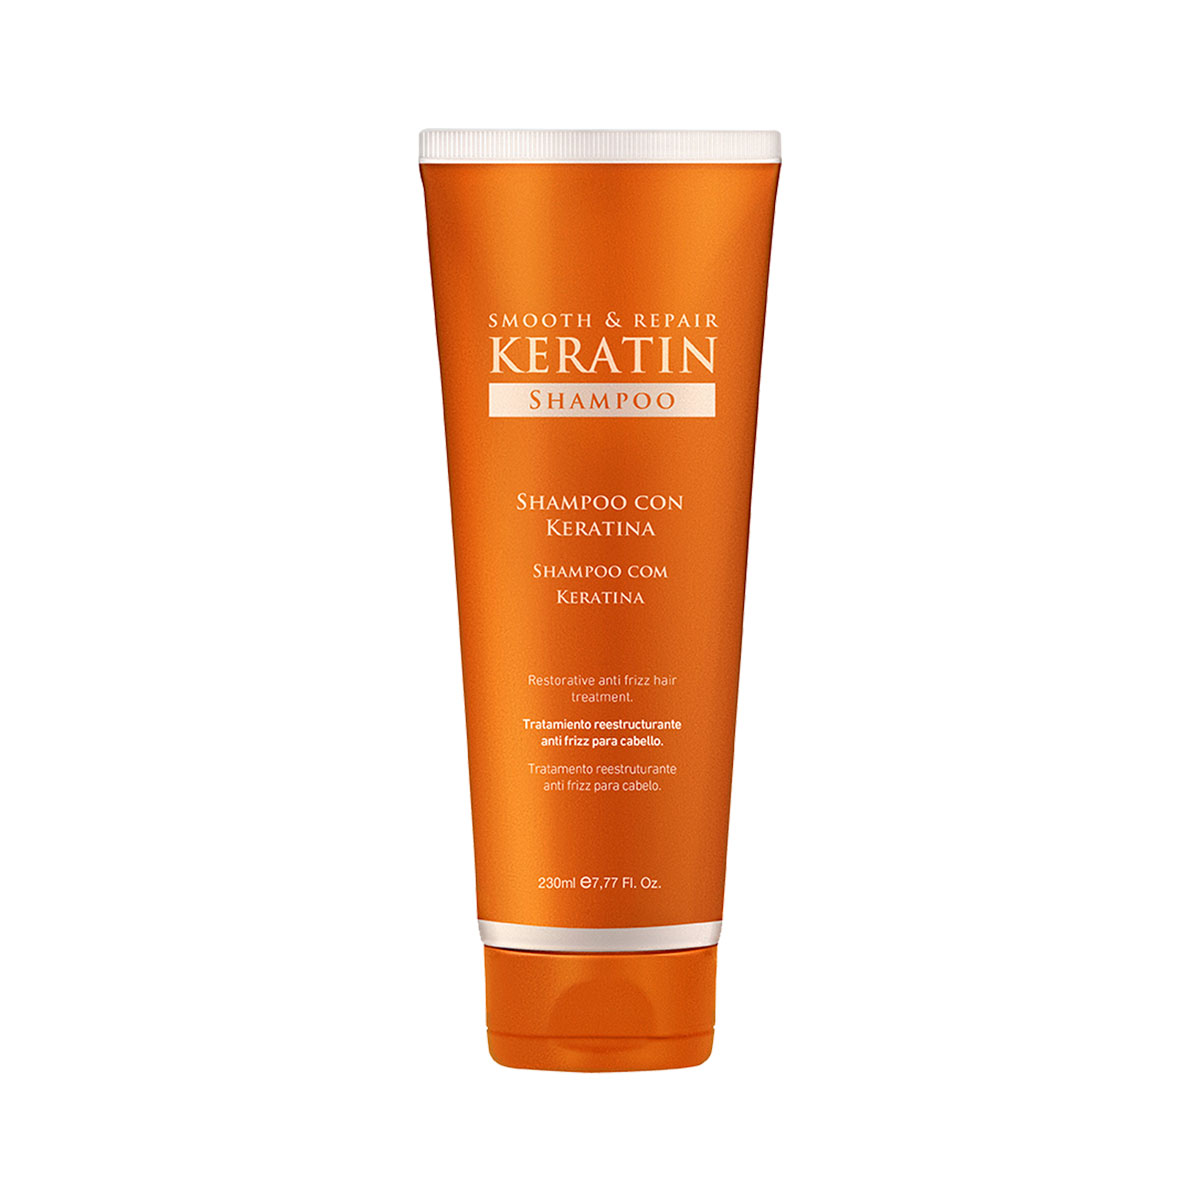 SMOOTH & REPAIR
KERATIN
SHAMPOO
SHAMPOO CON
KERATINA
SHAMPOO COM
KERATINA
Restorative anti frizz hair
treatment.
Tratamiento reestructurante
anti frizz para cabello.
Tratamento reestruturante
anti frizz para cabelo.
230ml ℮7,77 Fl. Oz.